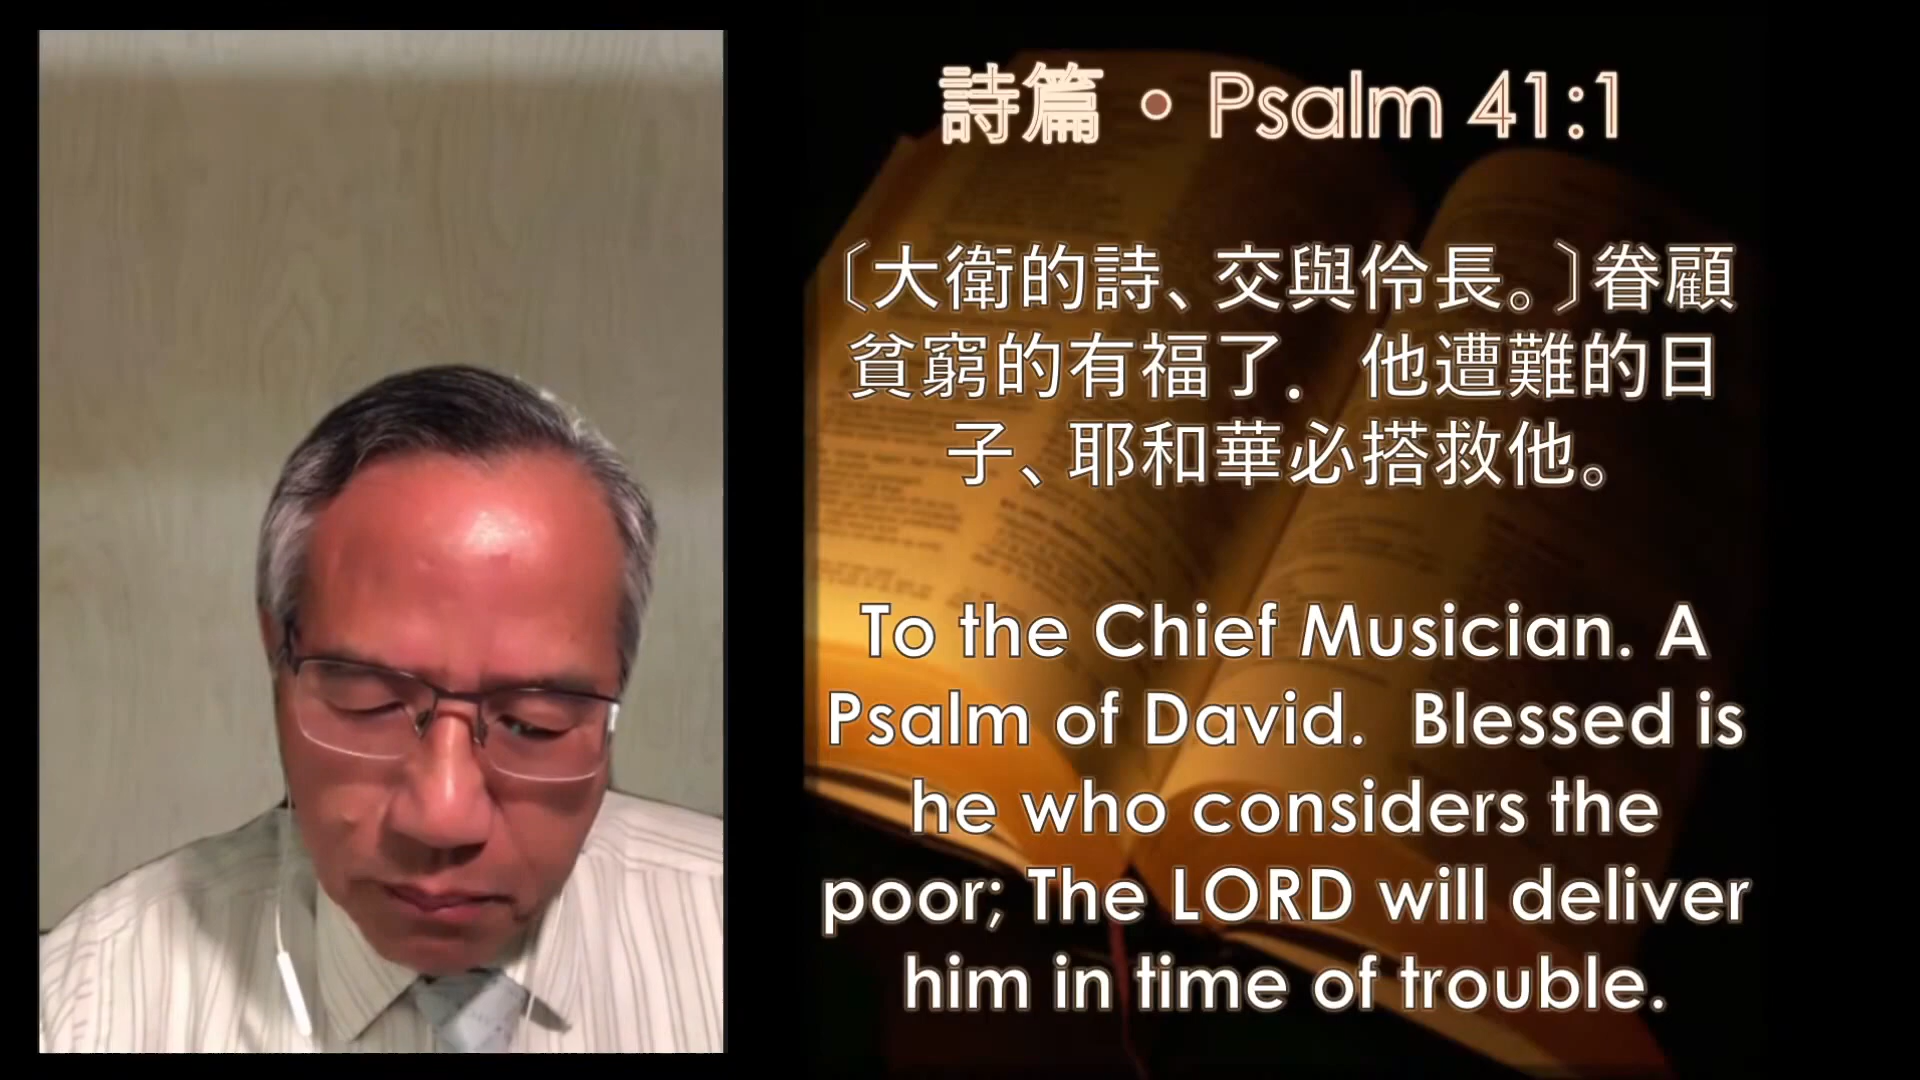 詩篇 • Psalm 41:1
〔大衛的詩、交與伶長。〕眷顧
貧窮的有福了． 他遭難的日
子、耶和華必搭救他。
To the Chief Musician. A
Psalm of David.  Blessed is
he who considers the
poor; The LORD will deliver
him in time of trouble.